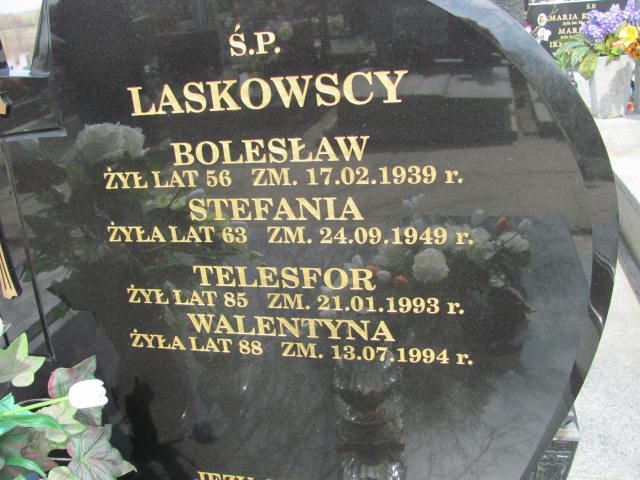 Ś.P.
LASKOWSCY
BOLESŁAW
ŻYŁ LAT 56 ZM. 17.02.1939 r.
STEFANIA
ŻYŁA LAT 63 ZM. 24.09.1949 r.
TELESFOR
ŻYŁ LAT 85 ZM. 21.01.1993 r.
WALENTYNA
ŻYŁA LAT 88 ZM. 13.07.1994 r.
Ś.P.
MARIA